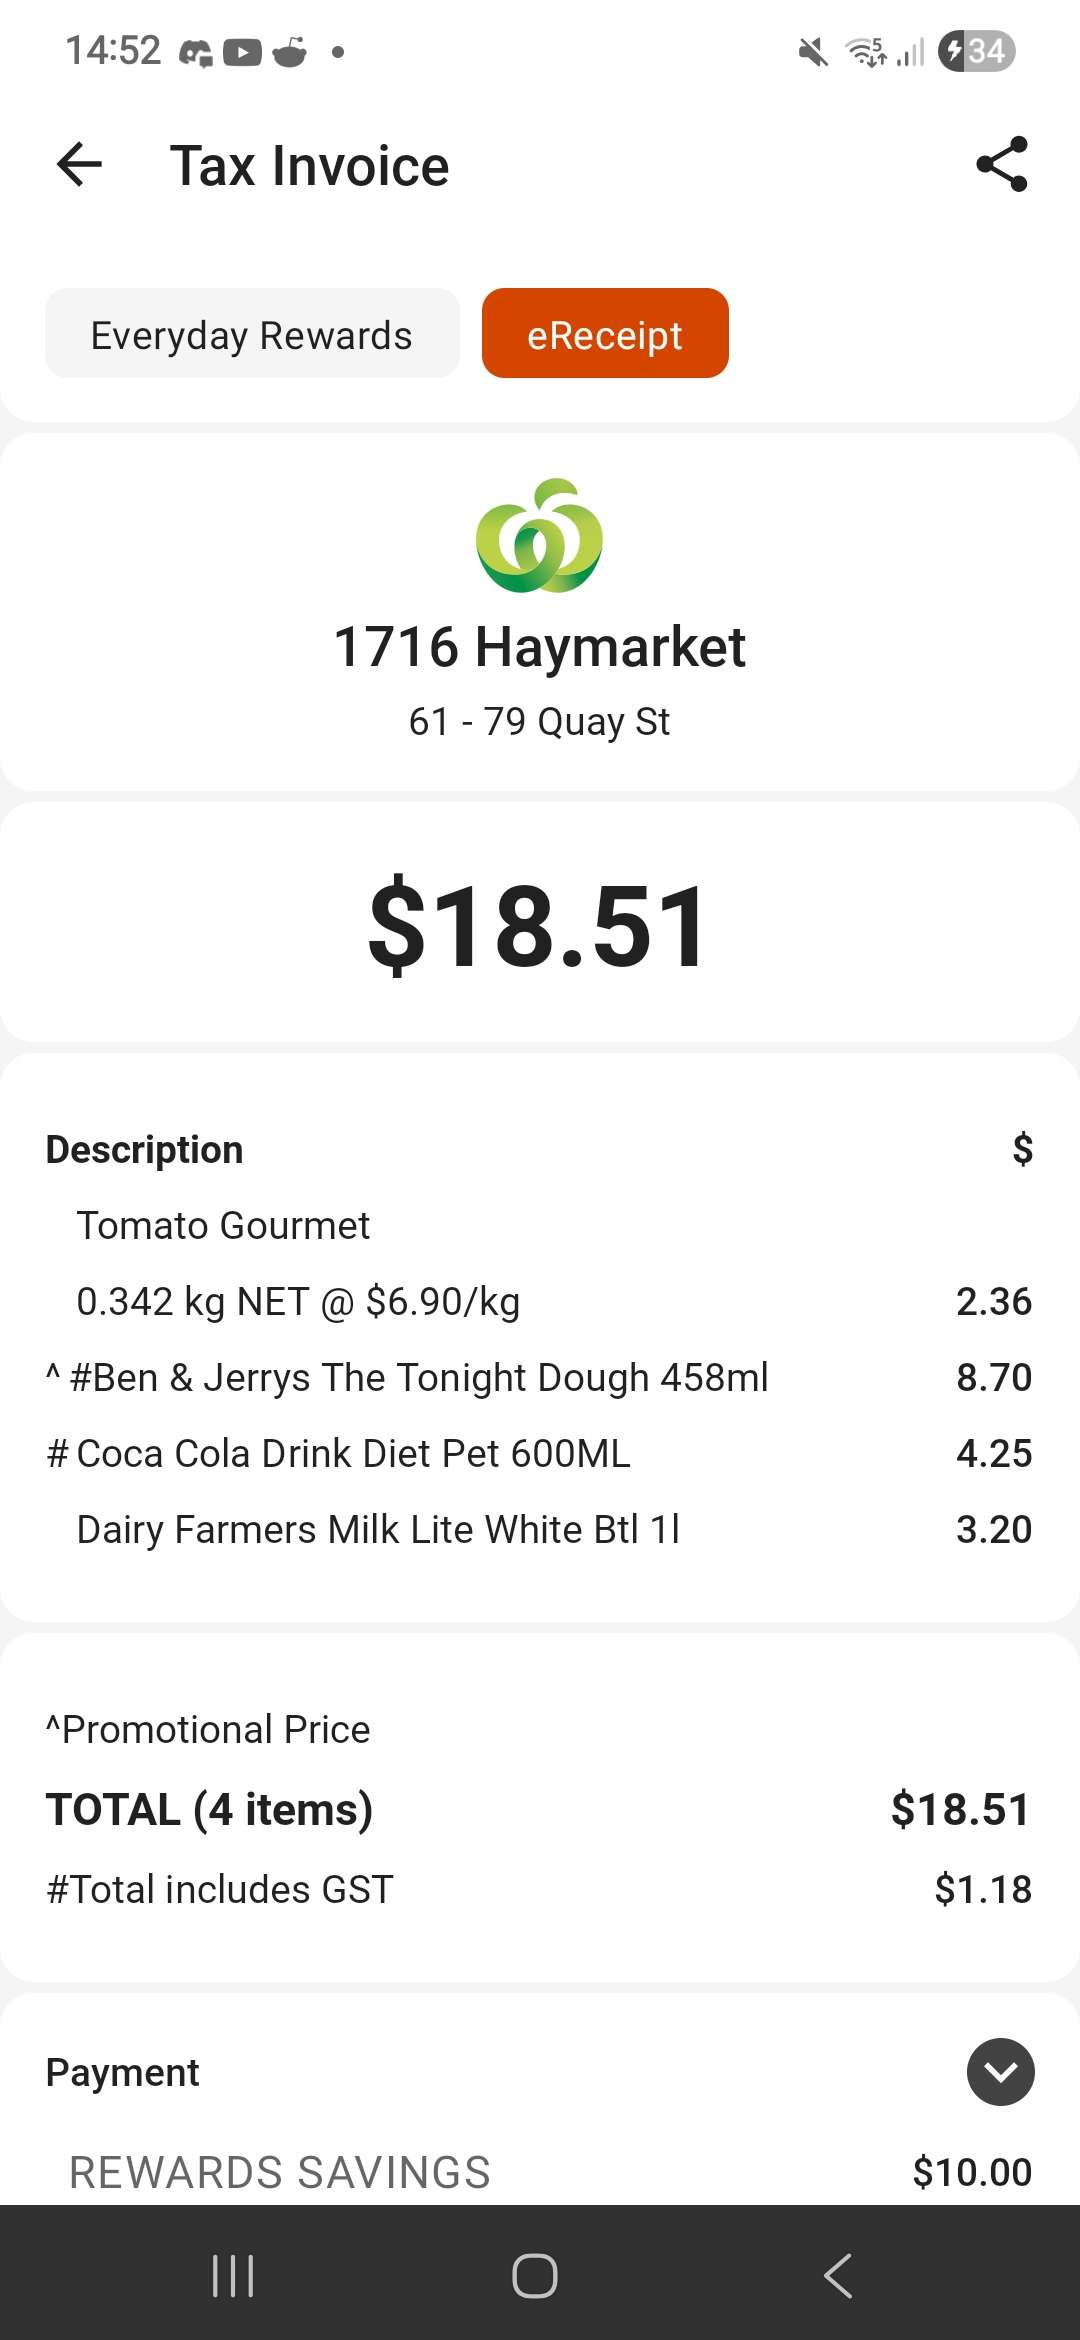 14:52
5
34
Tax Invoice
Everyday Rewards
eReceipt
1716 Haymarket
61 - 79 Quay St
$18.51
Description $
Tomato Gourmet
0.342 kg NET @ $6.90/kg 2.36
^ #Ben & Jerrys The Tonight Dough 458ml 8.70
# Coca Cola Drink Diet Pet 600ML 4.25
Dairy Farmers Milk Lite White Btl 1l 3.20
^Promotional Price
TOTAL (4 items) $18.51
#Total includes GST $1.18
Payment
REWARDS SAVINGS $10.00